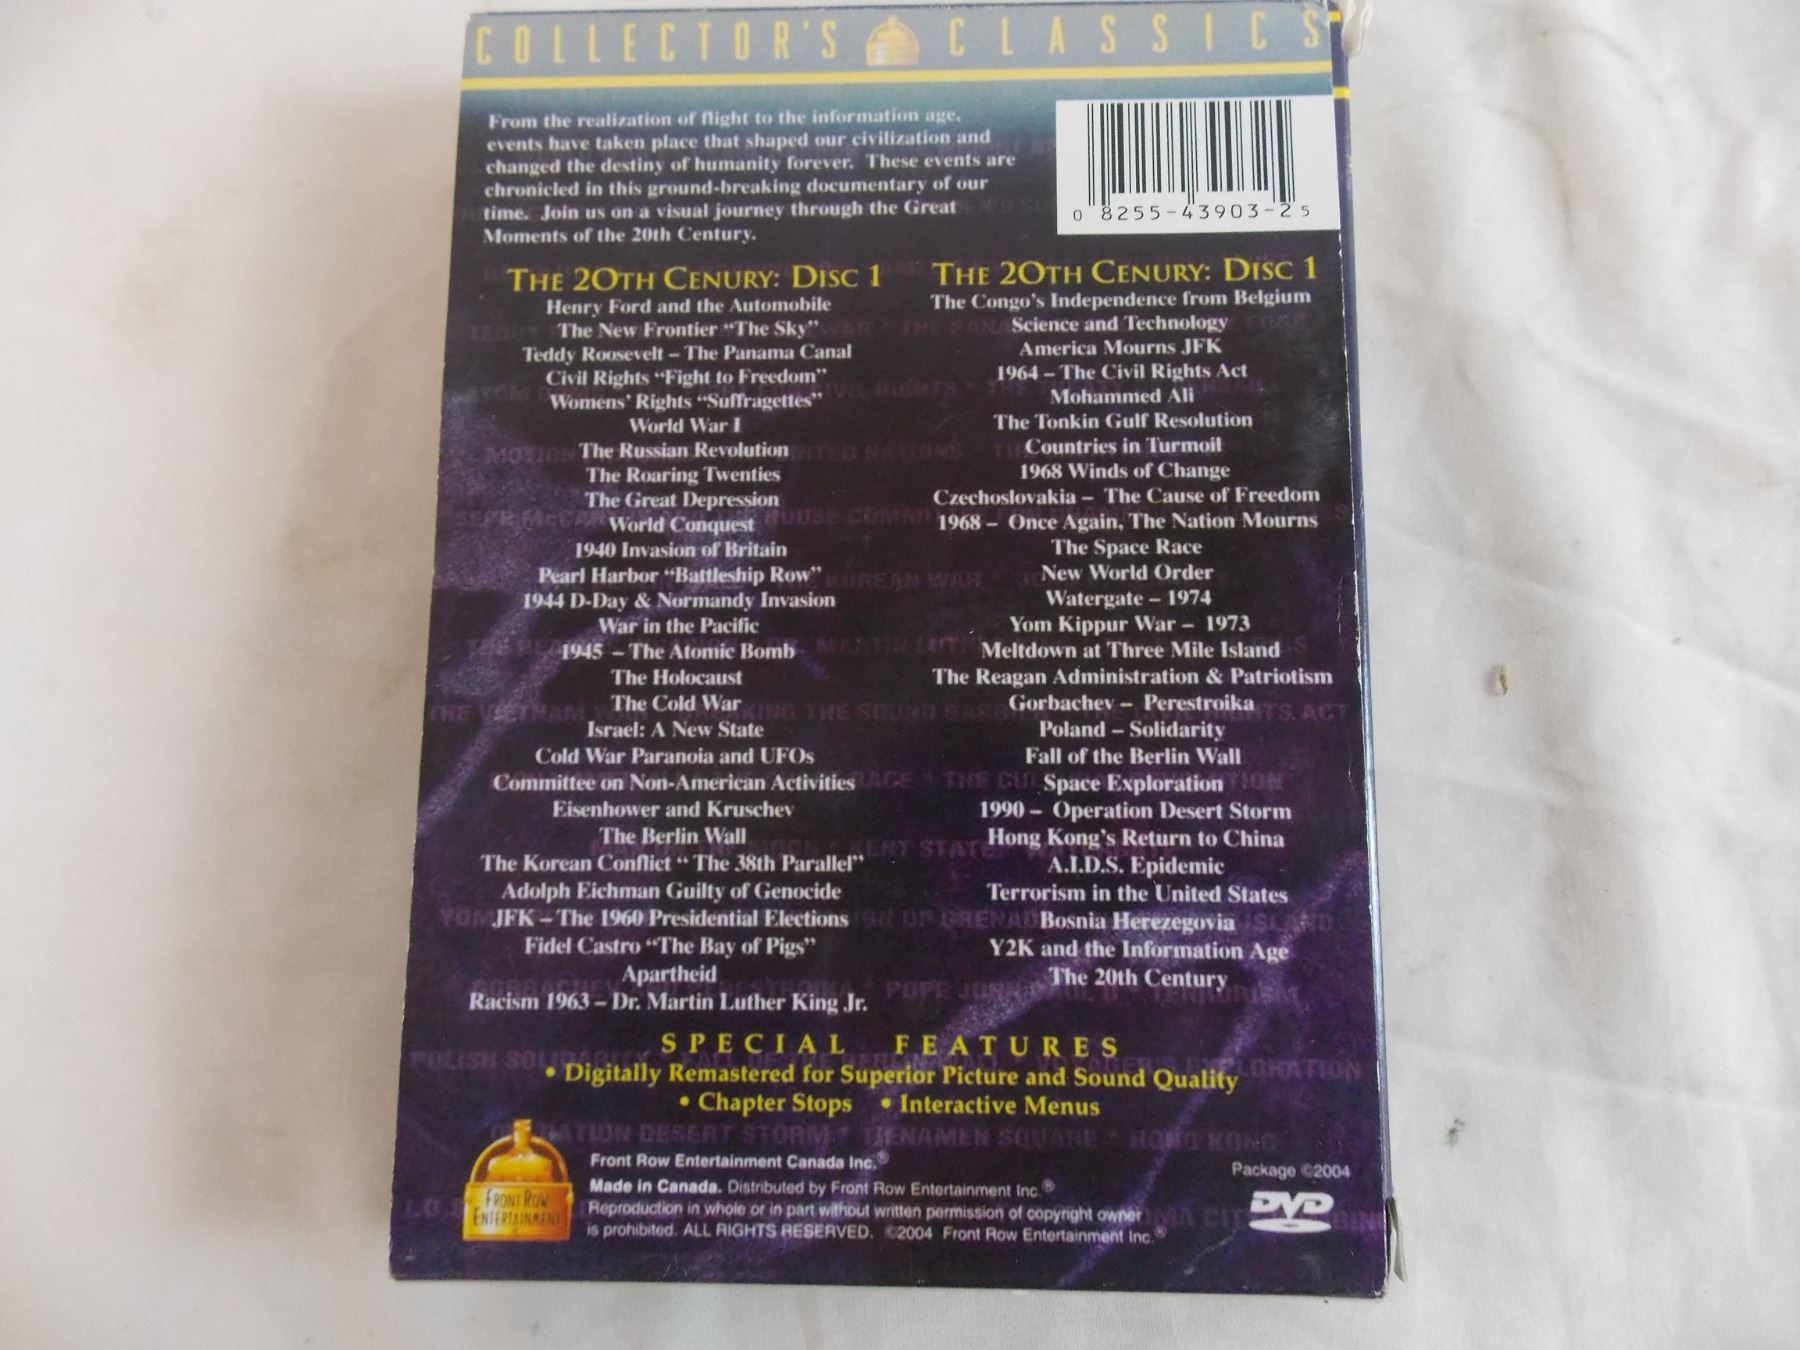 COLLECTOR'S CLASSICS
From the realization of flight to the information age,
events have taken place that shaped our civilization and
changed the destiny of humanity forever. These events are
chronicled in this ground-breaking documentary of our
time. Join us on a visual journey through the Great
Moments of the 20th Century.
0 8255-43903-2 5
THE 20TH CENURY: DISC 1
Henry Ford and the Automobile
The New Frontier "The Sky"
Teddy Roosevelt – The Panama Canal
Civil Rights "Fight to Freedom"
Womens' Rights "Suffragettes"
World War I
The Russian Revolution
The Roaring Twenties
The Great Depression
World Conquest
1940 Invasion of Britain
Pearl Harbor "Battleship Row"
1944 D-Day & Normandy Invasion
War in the Pacific
1945 – The Atomic Bomb
The Holocaust
The Cold War
Israel: A New State
Cold War Paranoia and UFOs
Committee on Non-American Activities
Eisenhower and Kruschev
The Berlin Wall
The Korean Conflict " The 38th Parallel"
Adolph Eichman Guilty of Genocide
JFK – The 1960 Presidential Elections
Fidel Castro "The Bay of Pigs"
Apartheid
Racism 1963 – Dr. Martin Luther King Jr.
THE 20TH CENURY: DISC 1
The Congo's Independence from Belgium
Science and Technology
America Mourns JFK
1964 – The Civil Rights Act
Mohammed Ali
The Tonkin Gulf Resolution
Countries in Turmoil
1968 Winds of Change
Czechoslovakia – The Cause of Freedom
1968 – Once Again, The Nation Mourns
The Space Race
New World Order
Watergate – 1974
Yom Kippur War – 1973
Meltdown at Three Mile Island
The Reagan Administration & Patriotism
Gorbachev – Perestroika
Poland – Solidarity
Fall of the Berlin Wall
Space Exploration
1990 – Operation Desert Storm
Hong Kong's Return to China
A.I.D.S. Epidemic
Terrorism in the United States
Bosnia Herezegovia
Y2K and the Information Age
The 20th Century
SPECIAL FEATURES
• Digitally Remastered for Superior Picture and Sound Quality
• Chapter Stops • Interactive Menus
FRONT ROW
ENTERTAINMENT
Front Row Entertainment Canada Inc.®
Made in Canada. Distributed by Front Row Entertainment Inc.®
Reproduction in whole or in part without written permission of copyright owner
is prohibited. ALL RIGHTS RESERVED. ©2004 Front Row Entertainment Inc.®
Package ©2004
DVD